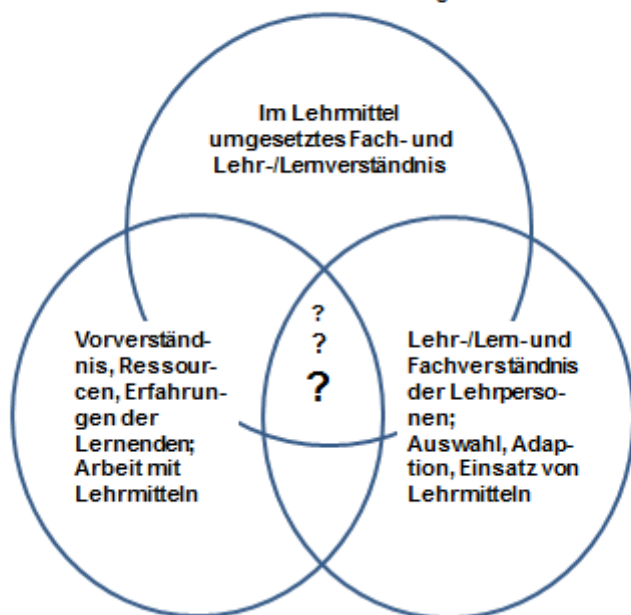 Im Lehrmittel
umgesetztes Fach- und
Lehr-/Lernverständnis
?
?
?
Vorverständ-
nis, Ressour-
cen, Erfahrun-
gen der
Lernenden;
Arbeit mit
Lehrmitteln
Lehr-/Lern- und
Fachverständnis
der Lehrperso-
nen;
Auswahl, Adap-
tion, Einsatz von
Lehrmitteln